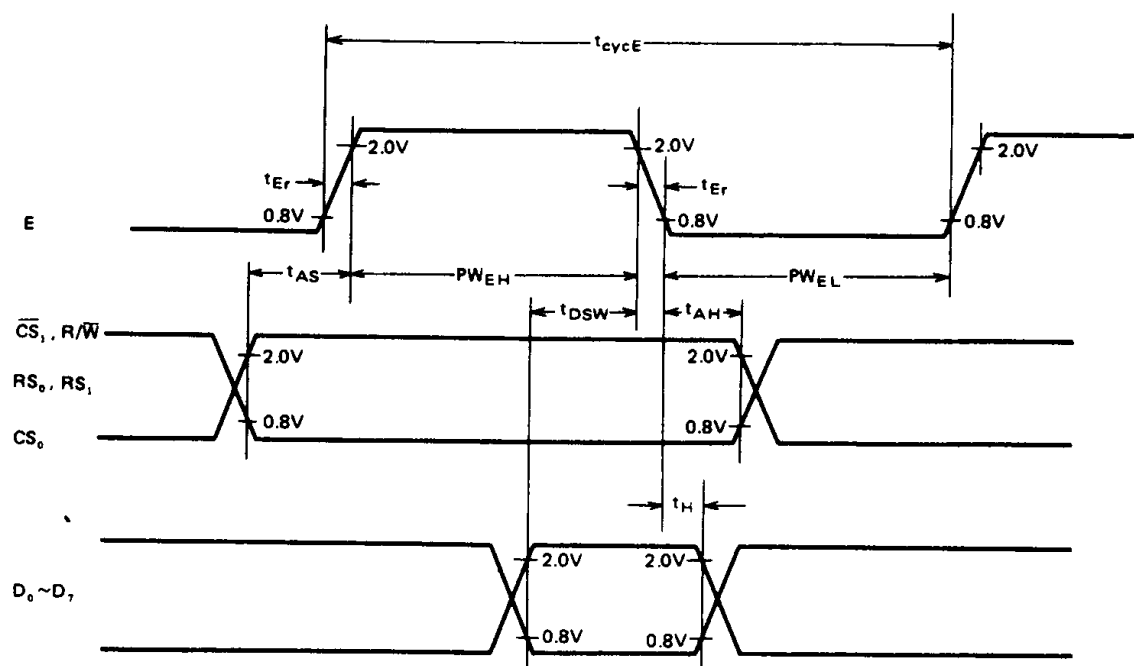 tcycE
2.0V 2.0V 2.0V
tEr tEr
E 0.8V 0.8V 0.8V
tAS PWEH PWEL
tDSW tAH
C̅S̅1, R/W̅
2.0V 2.0V
RS0, RS1
0.8V 0.8V
CS0
tH
2.0V 2.0V
D0~D7
0.8V 0.8V